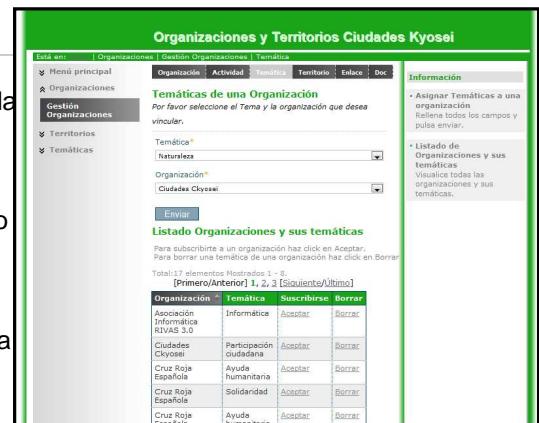 Organizaciones y Territorios Ciudades Kyosei
Está en: | Organizaciones | Gestión Organizaciones | Temática
Menú principal
Organizaciones
Gestión
Organizaciones
Territorios
Temáticas
Organización Actividad Temática Territorio Enlace Doc
Temáticas de una Organización
Por favor seleccione el Tema y la organización que desea
vincular.
Temática*
Naturaleza
Organización*
Ciudades Ckyosei
Enviar
Listado Organizaciones y sus temáticas
Para subscribirte a un organización haz click en Aceptar.
Para borrar una temática de una organización haz click en Borrar
Total:17 elementos Mostrados 1 - 8.
[Primero/Anterior] 1, 2, 3 [Siguiente/Último]
Organización Temática Suscribirse Borrar
Asociación Informática Aceptar Borrar
Informática
RIVAS 3.0
Ciudades Participación Aceptar Borrar
Ckyosei ciudadana
Cruz Roja Ayuda Aceptar Borrar
Española humanitaria
Cruz Roja Solidaridad Aceptar Borrar
Española
Cruz Roja Ayuda Aceptar Borrar
Española humanitaria
Información
Asignar Temáticas a una
organización
Rellena todos los campos y
pulsa enviar.
Listado de
Organizaciones y sus
temáticas
Visualice todas las
organizaciones y sus
temáticas.
la
o
a